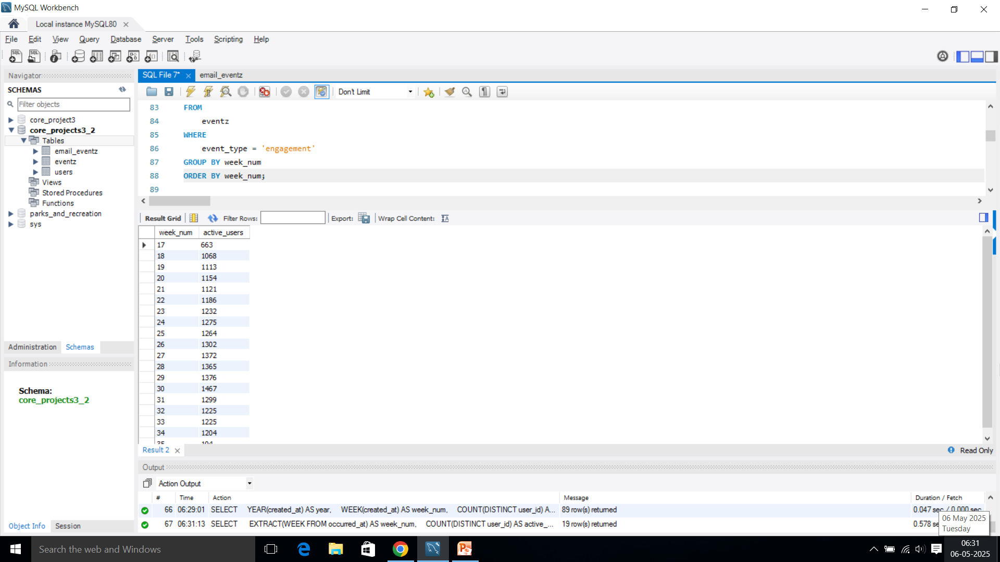 MySQL Workbench
Local instance MySQL80
File Edit View Query Database Server Tools Scripting Help
Navigator
SCHEMAS
Filter objects
core_project3
core_projects3_2
Tables
email_eventz
eventz
users
Views
Stored Procedures
Functions
parks_and_recreation
sys
Administration Schemas
Information
Schema:
core_projects3_2
Object Info Session
SQL File 7* email_eventz
Don't Limit
83 FROM
84 eventz
85 WHERE
86 event_type = 'engagement'
87 GROUP BY week_num
88 ORDER BY week_num;
89
Result Grid Filter Rows: Export: Wrap Cell Content:
week_num active_users
17 663
18 1068
19 1113
20 1154
21 1121
22 1186
23 1232
24 1275
25 1264
26 1302
27 1372
28 1365
29 1376
30 1467
31 1299
32 1225
33 1225
34 1204
35 104
Result 2 Read Only
Output
Action Output
# Time Action Message Duration / Fetch
66 06:29:01 SELECT YEAR(created_at) AS year, WEEK(created_at) AS week_num, COUNT(DISTINCT user_id) A... 89 row(s) returned 0.047 sec / 0.000 sec
67 06:31:13 SELECT EXTRACT(WEEK FROM occurred_at) AS week_num, COUNT(DISTINCT user_id) AS active_... 19 row(s) returned 0.578 se
06 May 2025
Tuesday
Search the web and Windows
06:31
06-05-2025